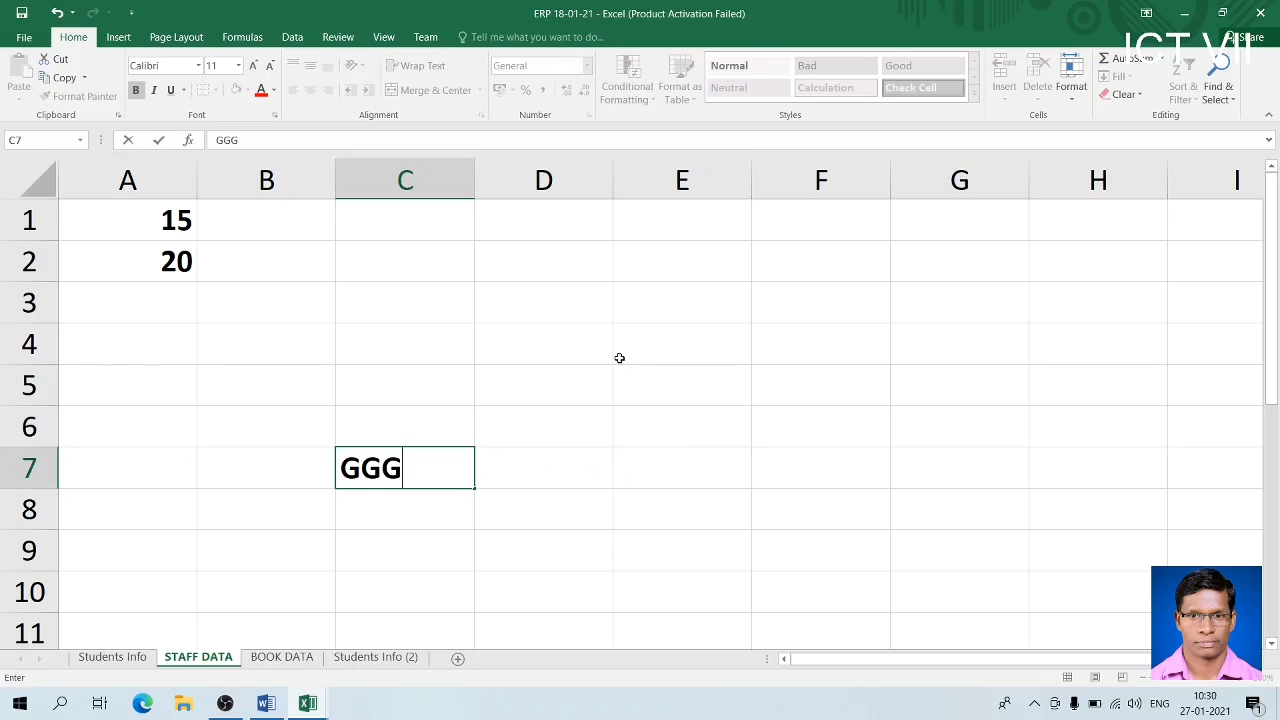 ERP 18-01-21 - Excel (Product Activation Failed)
File Home Insert Page Layout Formulas Data Review View Team Tell me what you want to do...
ICT VII
Paste
Cut
Copy
Format Painter
Clipboard
Calibri 11
B I U
Font
Wrap Text
Merge & Center
Alignment
General
Number
Conditional Formatting
Format as Table
Normal Bad Good
Neutral Calculation Check Cell
Styles
Insert Delete Format
Cells
Fill
Clear
Sort & Filter
Find & Select
Editing
C7 fx GGG
A B C D E F G H I
1 15
2 20
3
4
5
6
7 GGG
8
9
10
11
Students Info STAFF DATA BOOK DATA Students Info (2)
Enter
ENG
10:30
27-01-2021